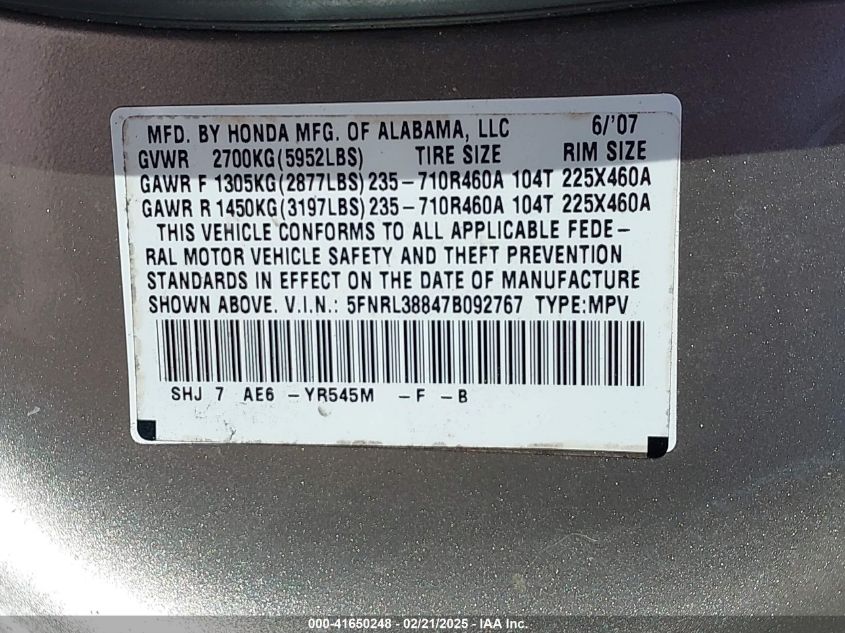 MFD. BY HONDA MFG. OF ALABAMA, LLC 6/'07
GVWR 2700KG(5952LBS) TIRE SIZE RIM SIZE
GAWR F 1305KG(2877LBS) 235-710R460A 104T 225X460A
GAWR R 1450KG(3197LBS) 235-710R460A 104T 225X460A
THIS VEHICLE CONFORMS TO ALL APPLICABLE FEDE-
RAL MOTOR VEHICLE SAFETY AND THEFT PREVENTION
STANDARDS IN EFFECT ON THE DATE OF MANUFACTURE
SHOWN ABOVE. V.I.N.: 5FNRL38847B092767 TYPE:MPV
SHJ 7 AE6 -YR545M -F -B
000-41650248 - 02/21/2025 - IAA Inc.